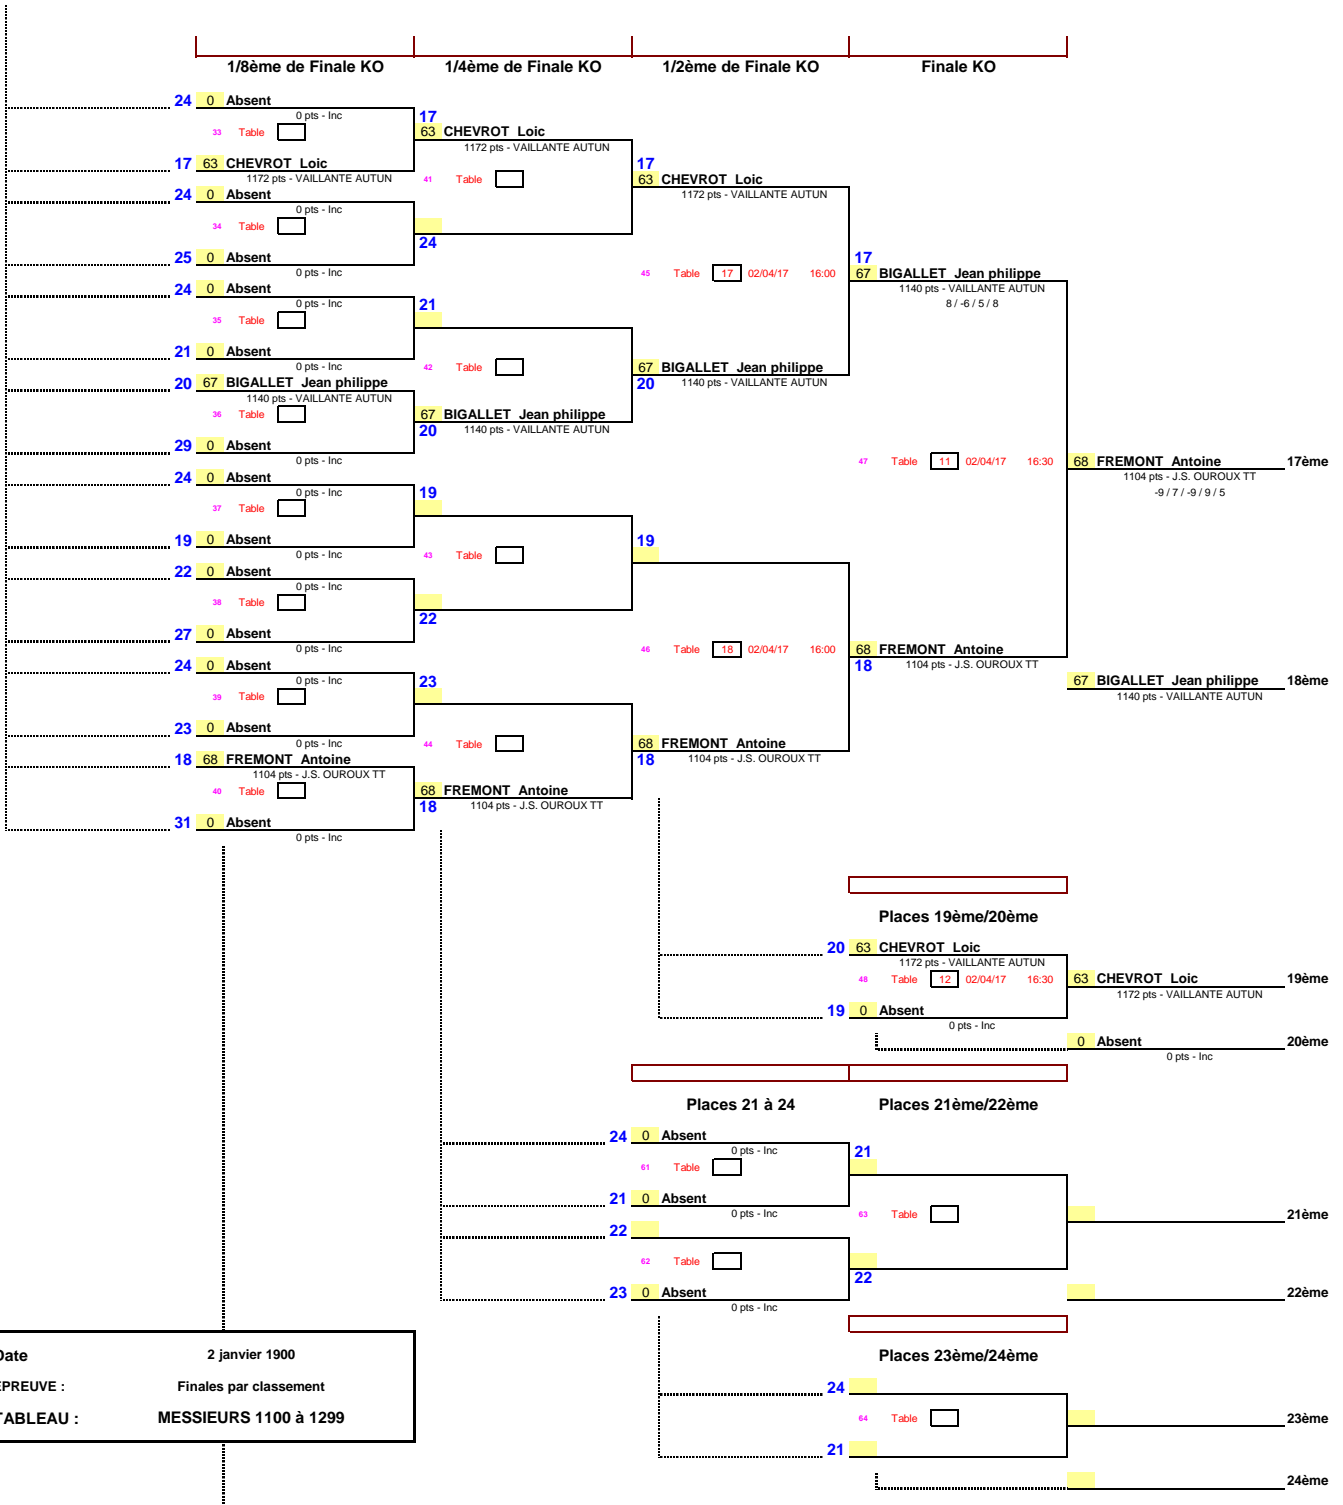 1/8ème de Finale KO 1/4ème de Finale KO 1/2ème de Finale KO Finale KO
24 0 Absent
0 pts - Inc
33 Table
17 63 CHEVROT Loic
1172 pts - VAILLANTE AUTUN
24 0 Absent
0 pts - Inc
34 Table
25 0 Absent
0 pts - Inc
24 0 Absent
0 pts - Inc
35 Table
21 0 Absent
0 pts - Inc
20 67 BIGALLET Jean philippe
1140 pts - VAILLANTE AUTUN
36 Table
29 0 Absent
0 pts - Inc
24 0 Absent
0 pts - Inc
37 Table
19 0 Absent
0 pts - Inc
22 0 Absent
0 pts - Inc
38 Table
27 0 Absent
0 pts - Inc
24 0 Absent
0 pts - Inc
39 Table
23 0 Absent
0 pts - Inc
18 68 FREMONT Antoine
1104 pts - J.S. OUROUX TT
40 Table
31 0 Absent
0 pts - Inc
17
63 CHEVROT Loic
1172 pts - VAILLANTE AUTUN
41 Table
24
21
42 Table
67 BIGALLET Jean philippe
20 1140 pts - VAILLANTE AUTUN
19
43 Table
22
23
44 Table
68 FREMONT Antoine
18 1104 pts - J.S. OUROUX TT
17
63 CHEVROT Loic
1172 pts - VAILLANTE AUTUN
45 Table 17 02/04/17 16:00
67 BIGALLET Jean philippe
20 1140 pts - VAILLANTE AUTUN
19
46 Table 18 02/04/17 16:00
68 FREMONT Antoine
18 1104 pts - J.S. OUROUX TT
17
67 BIGALLET Jean philippe
1140 pts - VAILLANTE AUTUN
8 / -6 / 5 / 8
47 Table 11 02/04/17 16:30
68 FREMONT Antoine
18 1104 pts - J.S. OUROUX TT
68 FREMONT Antoine 17ème
1104 pts - J.S. OUROUX TT
-9 / 7 / -9 / 9 / 5
67 BIGALLET Jean philippe 18ème
1140 pts - VAILLANTE AUTUN
Places 19ème/20ème
20 63 CHEVROT Loic
1172 pts - VAILLANTE AUTUN
48 Table 12 02/04/17 16:30
19 0 Absent
0 pts - Inc
63 CHEVROT Loic 19ème
1172 pts - VAILLANTE AUTUN
0 Absent 20ème
0 pts - Inc
Places 21 à 24 Places 21ème/22ème
24 0 Absent
0 pts - Inc
61 Table
21 0 Absent
0 pts - Inc
22
62 Table
23 0 Absent
0 pts - Inc
21
63 Table
22
21ème
22ème
Places 23ème/24ème
24
64 Table
21
23ème
24ème
Date 2 janvier 1900
EPREUVE : Finales par classement
TABLEAU : MESSIEURS 1100 à 1299